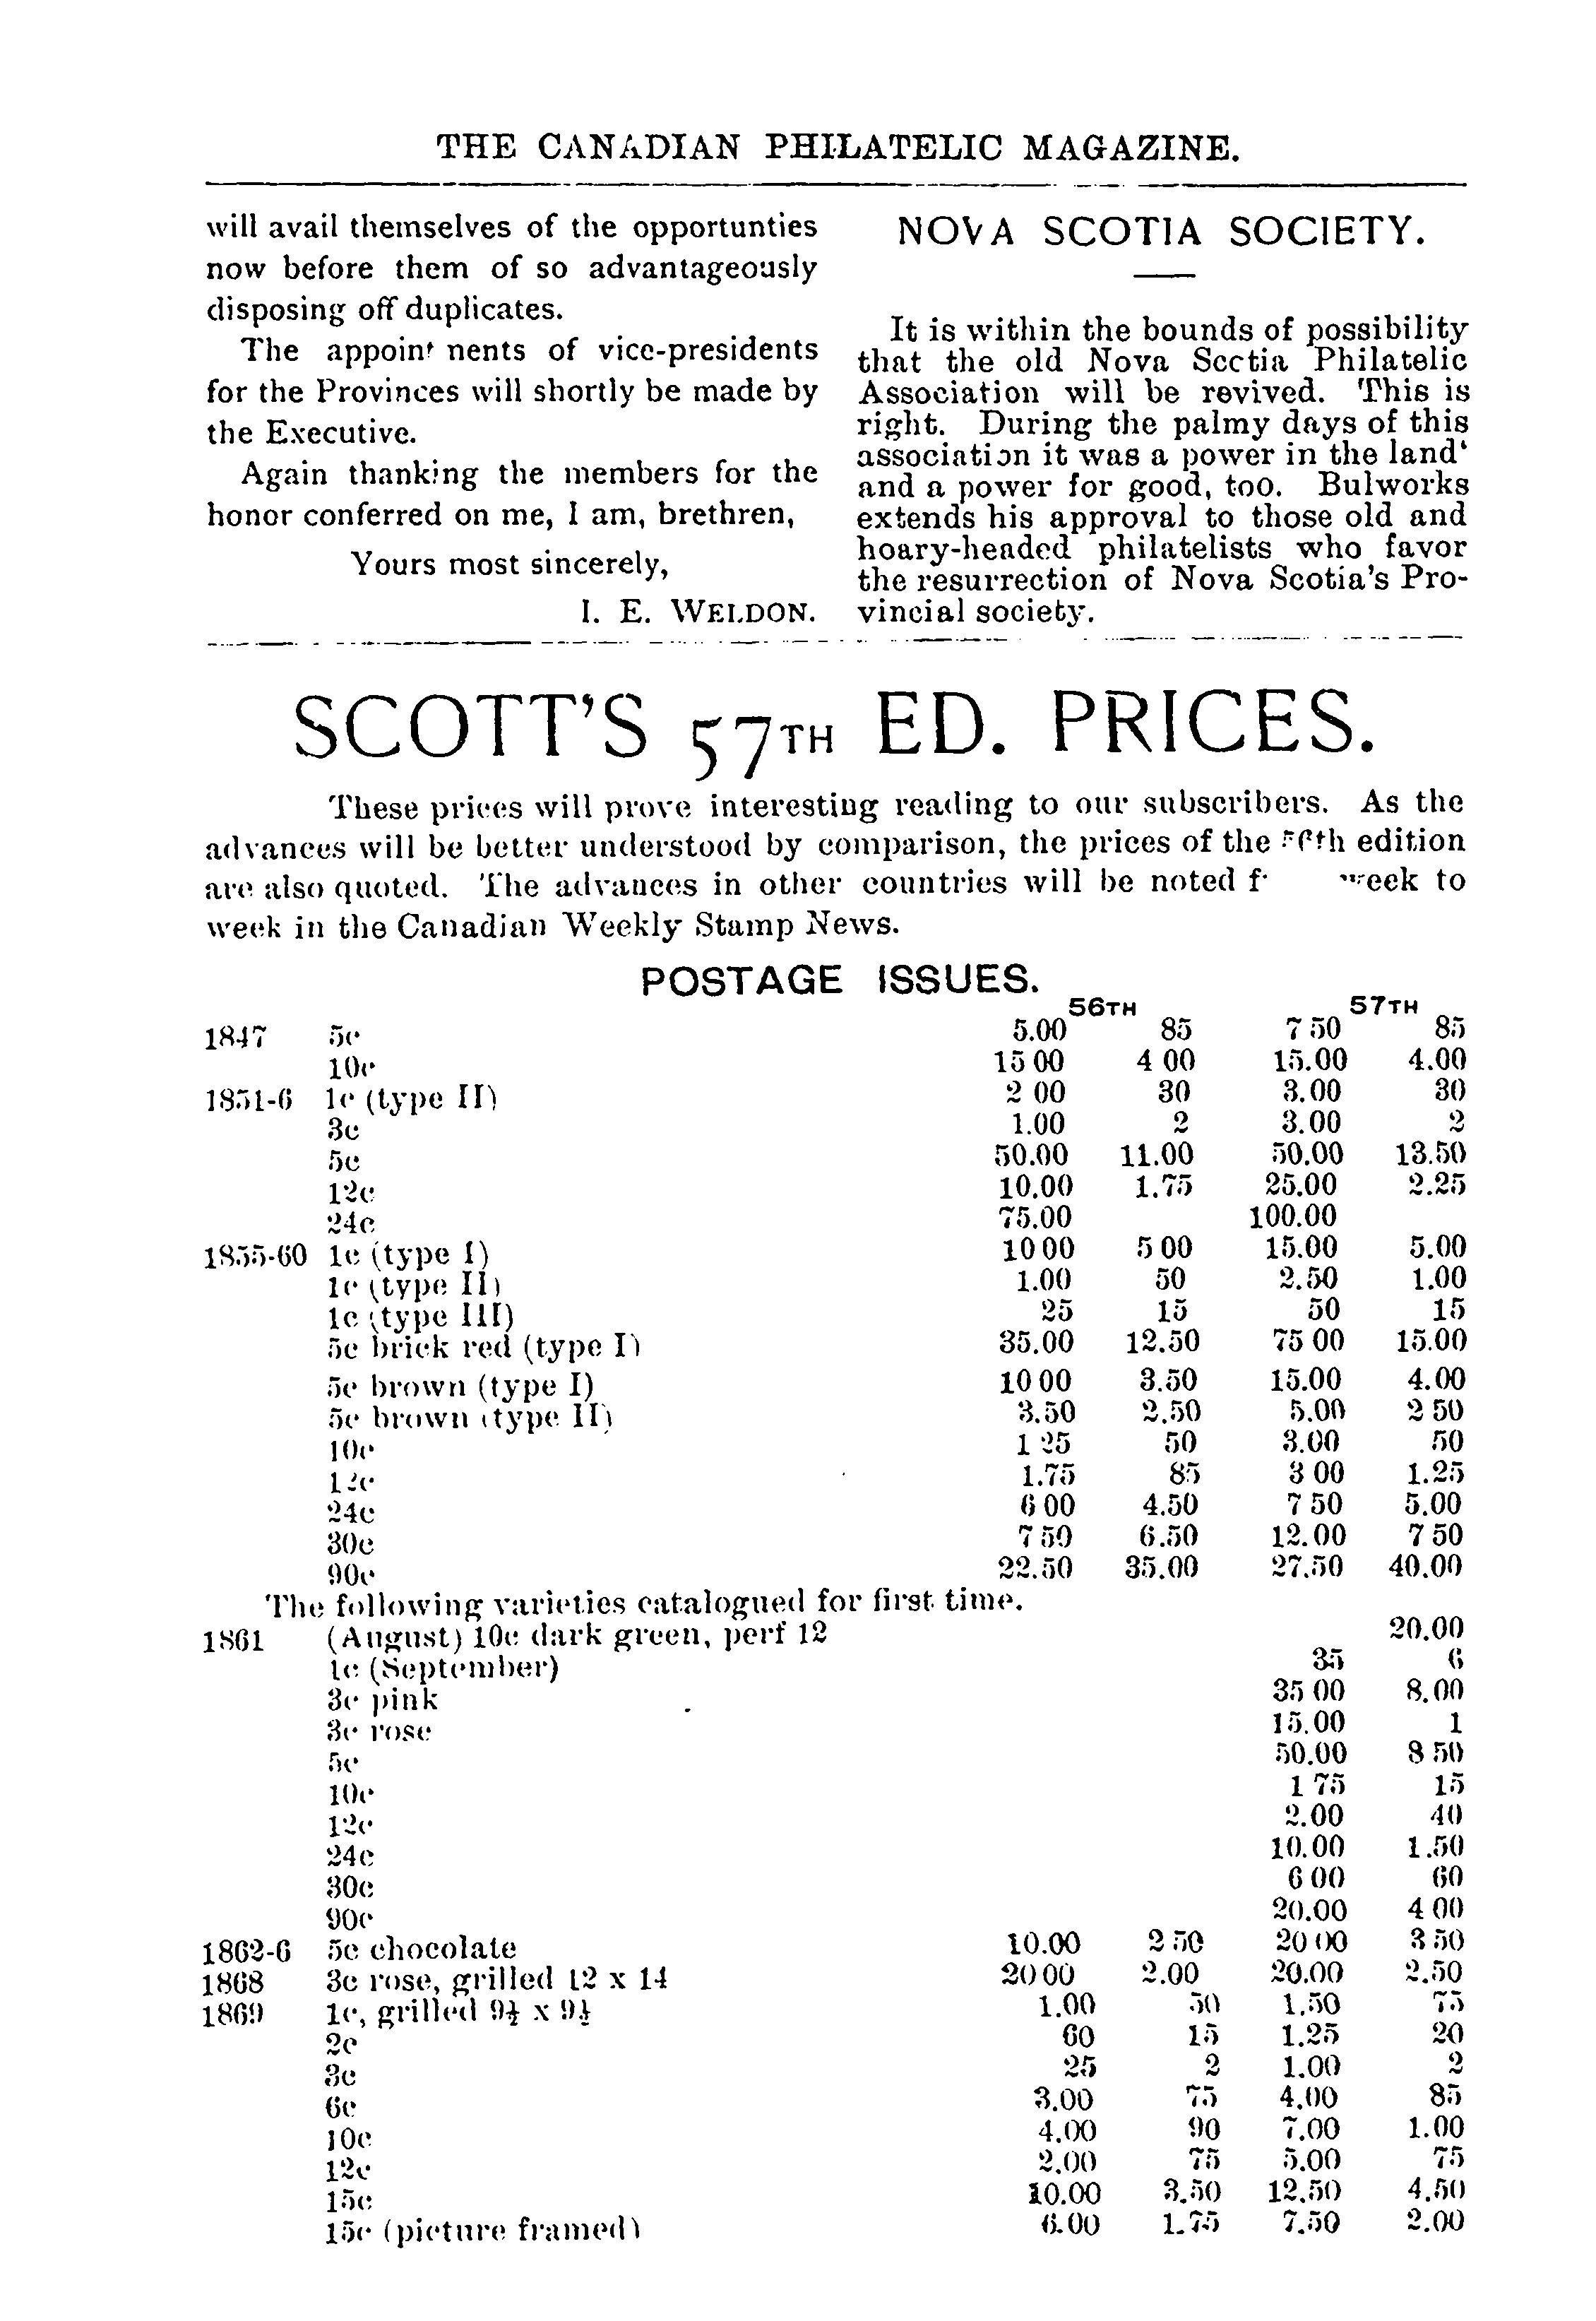 THE CANADIAN PHILATELIC MAGAZINE.
will avail themselves of the opportunties
now before them of so advantageously
disposing off duplicates.
The appoin nents of vice-presidents
for the Provinces will shortly be made by
the Executive.
Again thanking the members for the
honor conferred on me, I am, brethren,
Yours most sincerely,
I. E. WELDON.
NOVA SCOTIA SOCIETY.
It is within the bounds of possibility
that the old Nova Scctia Philatelic
Association will be revived. This is
right. During the palmy days of this
association it was a power in the land‘
and a power for good, too. Bulworks
extends his approval to those old and
hoary-headed philatelists who favor
the resurrection of Nova Scotia's Pro-
vincial society.
SCOTT'S 57TH ED. PRICES.
These prices will prove interesting reading to our subscribers. As the
advances will be better understood by comparison, the prices of the 56th edition
are also quoted. The advances in other countries will be noted week to
week in the Canadian Weekly Stamp News.
POSTAGE ISSUES.
56TH 57TH
1847 5c 5.00 85 7 50 85
10c 15 00 4 00 15.00 4.00
1851-6 1c (type II) 2 00 30 3.00 30
3c 1.00 2 3.00 2
5c 50.00 11.00 50.00 13.50
12c 10.00 1.75 25.00 2.25
24c 75.00 100.00
1855-60 1c (type I) 10 00 5 00 15.00 5.00
1c (type II) 1.00 50 2.50 1.00
1c (type III) 25 15 50 15
5c brick red (type I) 35.00 12.50 75 00 15.00
5c brown (type I) 10 00 3.50 15.00 4.00
5c brown (type II) 3.50 2.50 5.00 2 50
10c 1 25 50 3.00 50
12c 1.75 85 3 00 1.25
24c 6 00 4.50 7 50 5.00
30c 7 50 6.50 12.00 7 50
90c 22.50 35.00 27.50 40.00
The following varieties catalogued for first time.
1861 (August) 10c dark green, perf 12 20.00
1c (September) 35 6
3c pink 35 00 8.00
3c rose 15.00 1
5c 50.00 8 50
10c 1 75 15
12c 2.00 40
24c 10.00 1.50
30c 6 00 60
90c 20.00 4 00
1862-6 5c chocolate 10.00 2 50 20 00 3 50
1868 3c rose, grilled 12 x 14 20 00 2.00 20.00 2.50
1869 1c, grilled 9½ x 9½ 1.00 50 1.50 75
2c 60 15 1.25 20
3c 25 2 1.00 2
6c 3.00 75 4.00 85
10c 4.00 90 7.00 1.00
12c 2.00 75 5.00 75
15c 10.00 3.50 12.50 4.50
15c (picture framed) 6.00 1.75 7.50 2.00